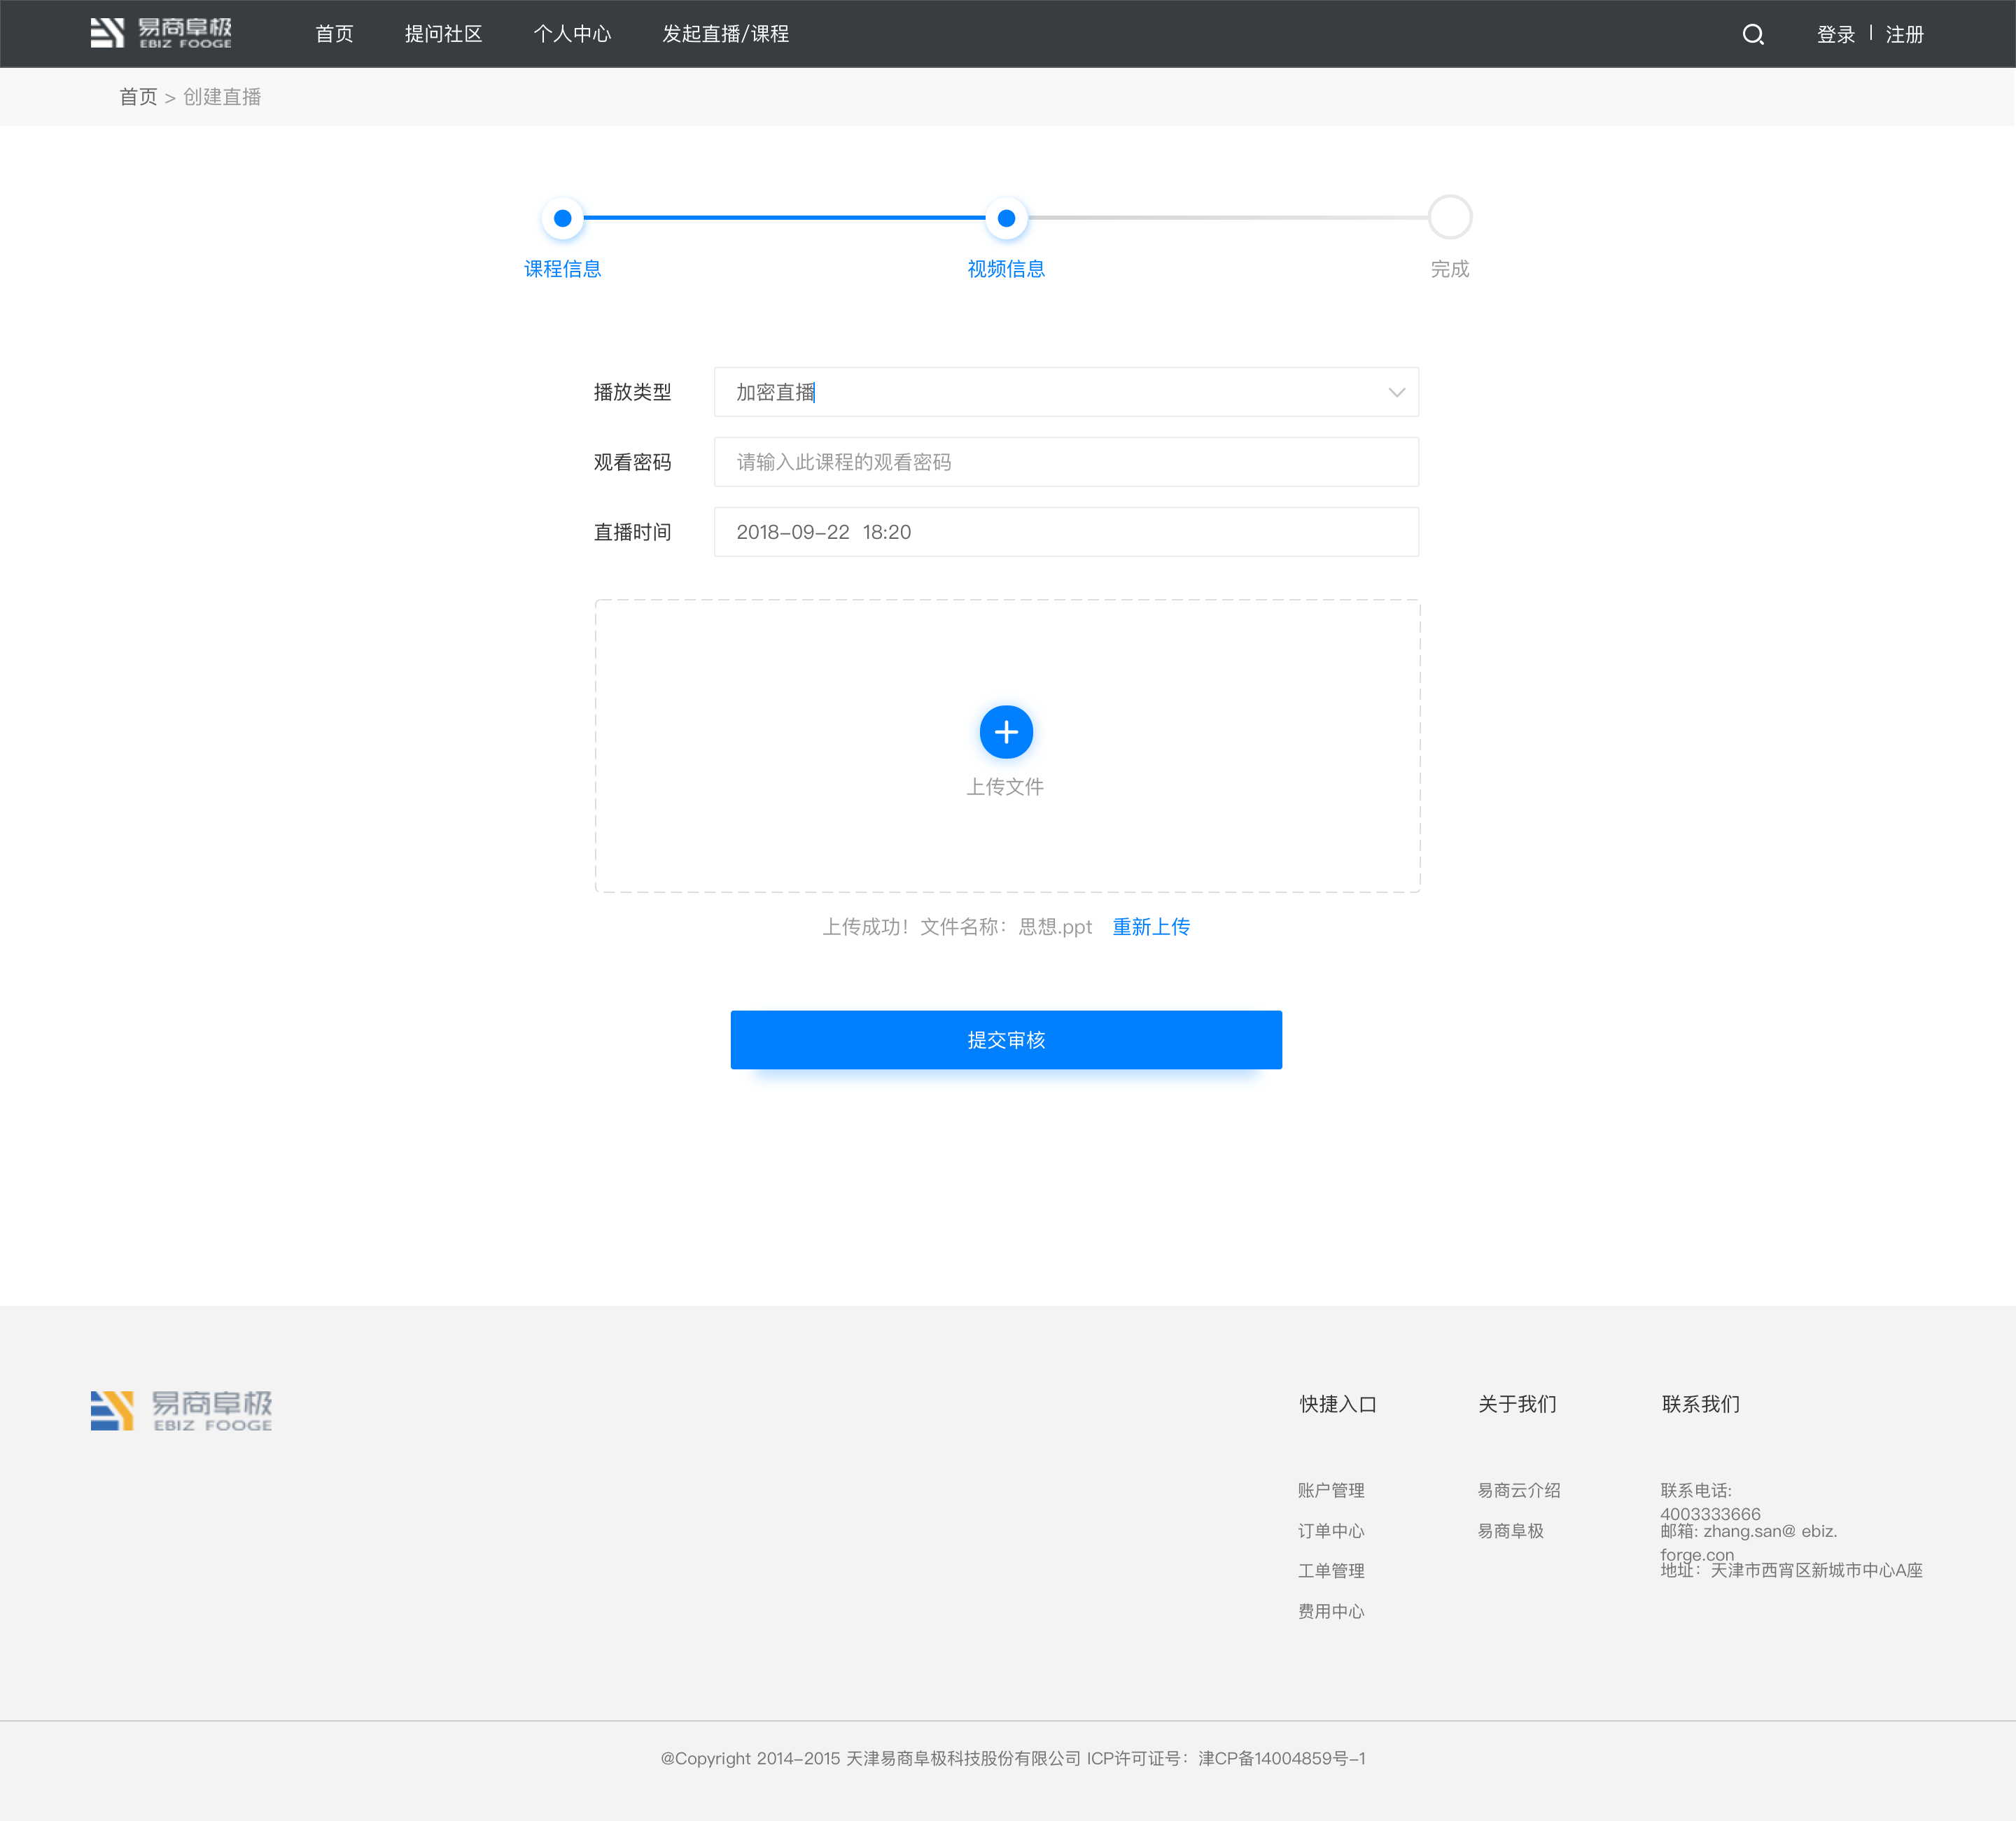 易商阜极
EBIZ FOOGE
首页 提问社区 个人中心 发起直播/课程 登录 | 注册
首页 > 创建直播
课程信息 视频信息 完成
播放类型 加密直播
观看密码 请输入此课程的观看密码
直播时间 2018-09-22 18:20
上传文件
上传成功！文件名称：思想.ppt 重新上传
提交审核
易商阜极
EBIZ FOOGE
快捷入口
账户管理
订单中心
工单管理
费用中心
关于我们
易商云介绍
易商阜极
联系我们
联系电话:
4003333666
邮箱: zhang.san@ ebiz.
forge.con
地址：天津市西宵区新城市中心A座
@Copyright 2014-2015 天津易商阜极科技股份有限公司 ICP许可证号：津CP备14004859号-1